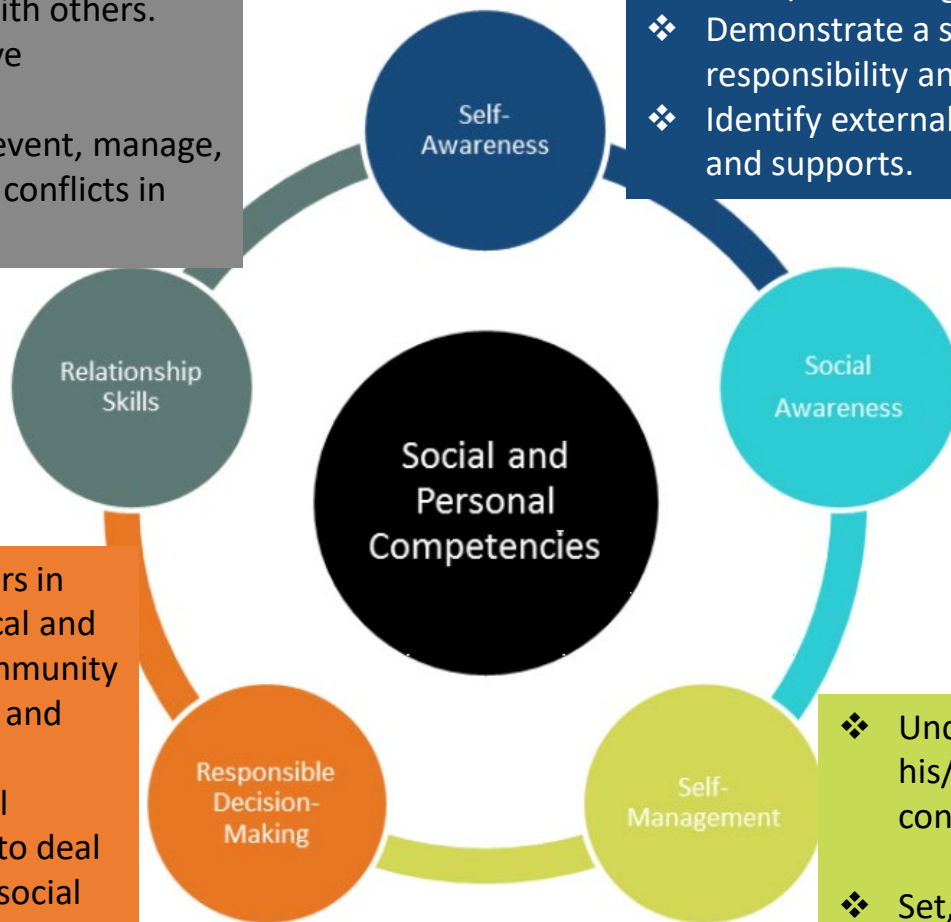 ith others.
event, manage,
conflicts in
Demonstrate a s
responsibility an
Identify external
and supports.
Self-
Awareness
Relationship
Skills
Social
Awareness
Social and
Personal
Competencies
rs in
cal and
mmunity
and
to deal
social
Responsible
Decision-
Making
Self-
Management
Und
his/
con
Set,